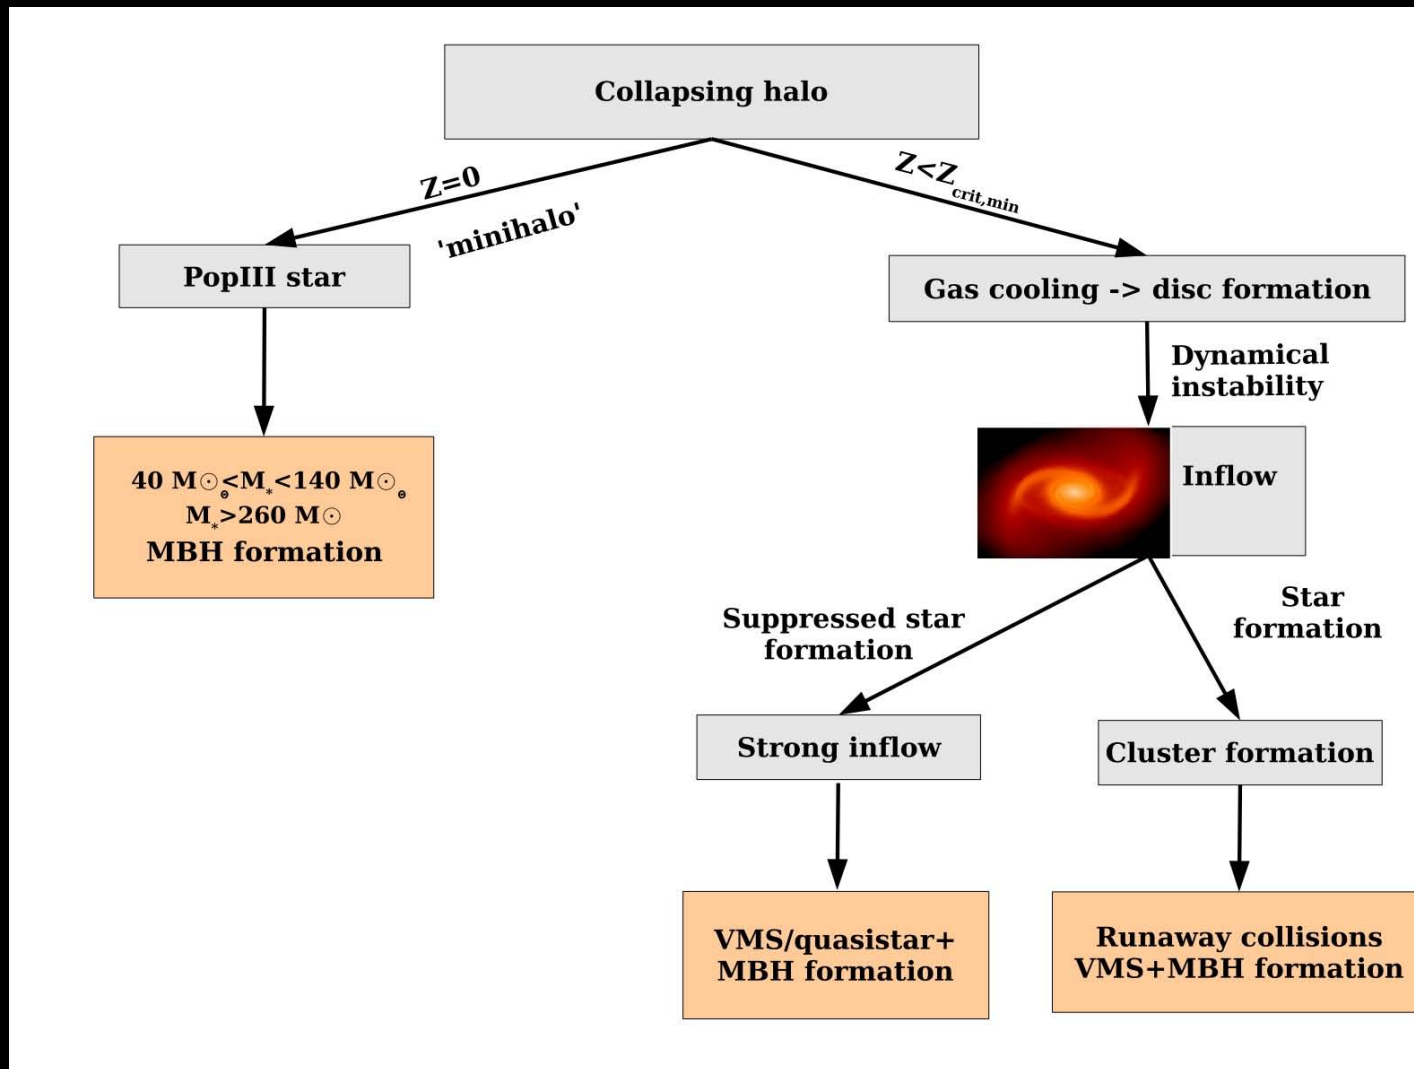 Collapsing halo
Z=0
Z<Z_crit,min
'minihalo'
PopIII star
Gas cooling -> disc formation
Dynamical
instability
40 M☉<M*<140 M☉
M*>260 M☉
MBH formation
Inflow
Suppressed star
formation
Star
formation
Strong inflow
Cluster formation
VMS/quasistar+
MBH formation
Runaway collisions
VMS+MBH formation